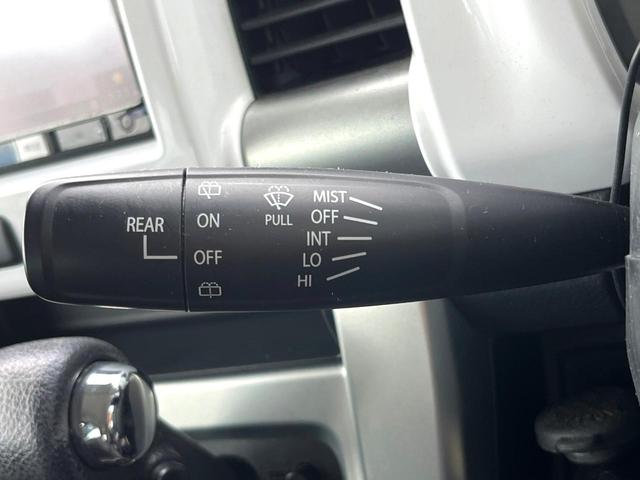 REAR
ON
OFF
PULL
MIST
OFF
INT
LO
HI